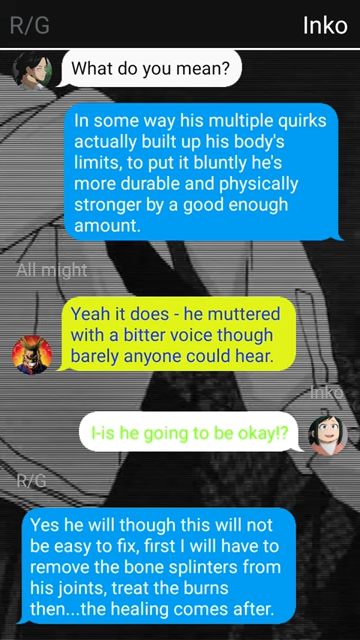 R/G
Inko
What do you mean?
In some way his multiple quirks
actually built up his body's
limits, to put it bluntly he's
more durable and physically
stronger by a good enough
amount.
All might
Yeah it does - he muttered
with a bitter voice though
barely anyone could hear.
Inko
I-is he going to be okay!?
R/G
Yes he will though this will not
be easy to fix, first I will have to
remove the bone splinters from
his joints, treat the burns
then...the healing comes after.